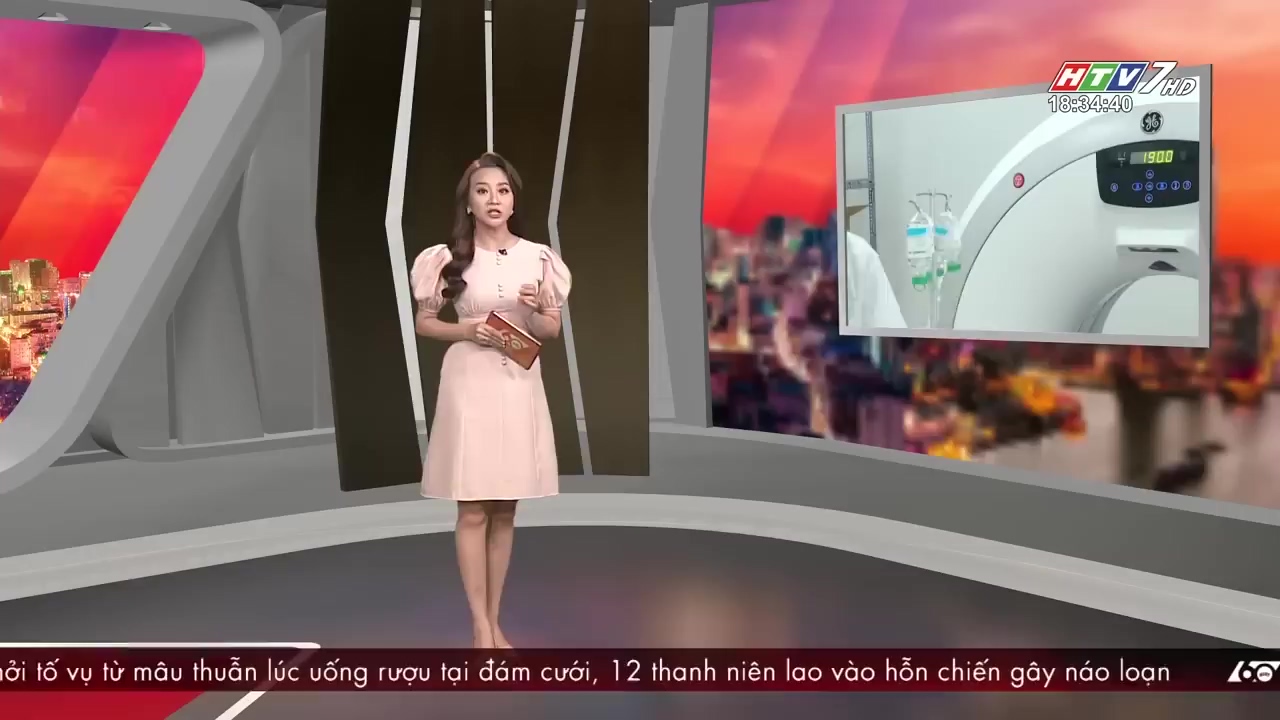 HTV7 HD
18:34:40
1900
ởi tố vụ từ mâu thuẫn lúc uống rượu tại đám cưới, 12 thanh niên lao vào hỗn chiến gây náo loạn
60